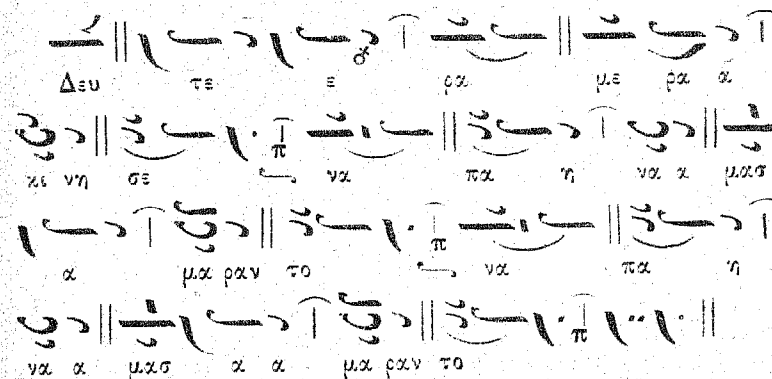 Δευ τε ε ρα με ρα α
κι νη σε π να πα η να α μασ
α μα ραν το π να πα η
να α μασ α α μα ραν το π